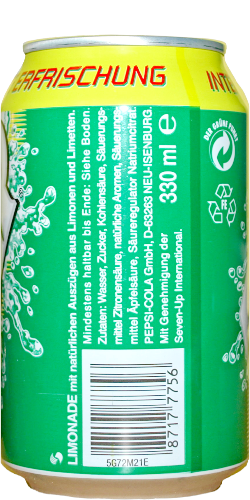 ERFRISCHUNG
INT
LIMONADE mit natürlichen Auszügen aus Limonen und Limetten.
Mindestens haltbar bis Ende: Siehe Boden.
Zutaten: Wasser, Zucker, Kohlensäure, Säuerungs-
mittel Zitronensäure, natürliche Aromen, Säuerungs-
mittel Äpfelsäure, Säureregulator Natriumcitrat.
PEPSI-COLA GmbH, D-63263 NEU-ISENBURG.
Mit Genehmigung der
Seven-Up International.
330 ml e
DER GRÜNE PUNKT
FE
8717 7756
5G72M21E